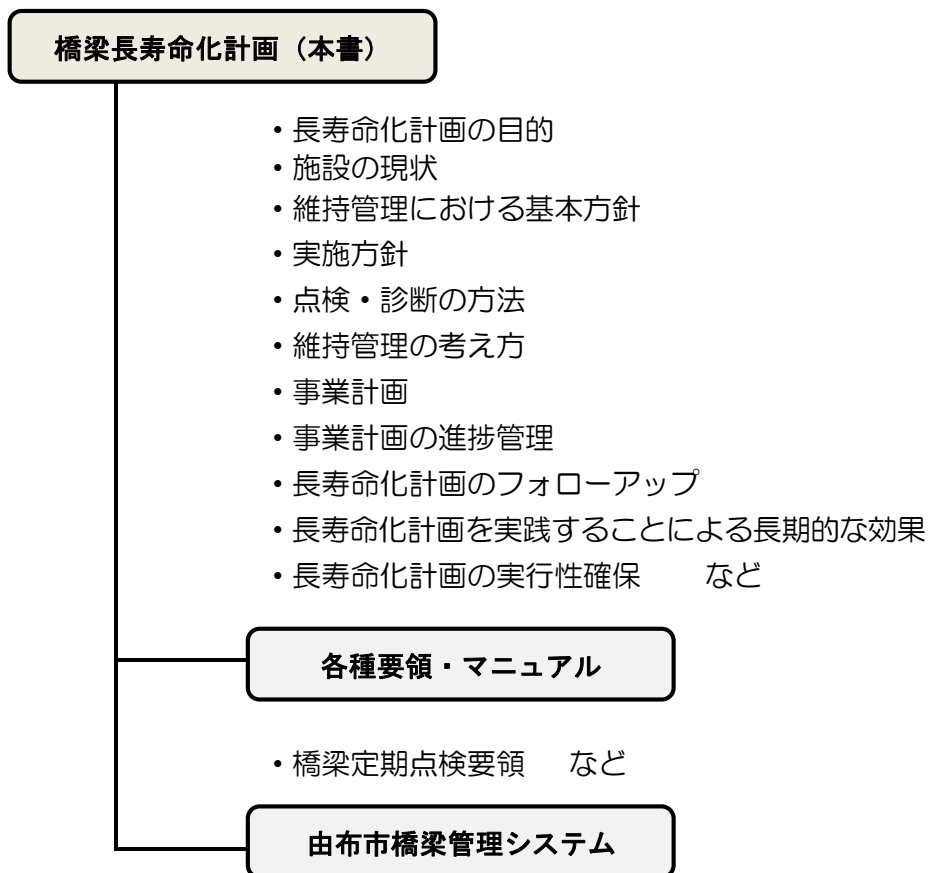 橋梁長寿命化計画（本書）
・長寿命化計画の目的
・施設の現状
・維持管理における基本方針
・実施方針
・点検・診断の方法
・維持管理の考え方
・事業計画
・事業計画の進捗管理
・長寿命化計画のフォローアップ
・長寿命化計画を実践することによる長期的な効果
・長寿命化計画の実行性確保　　など
各種要領・マニュアル
・橋梁定期点検要領　など
由布市橋梁管理システム